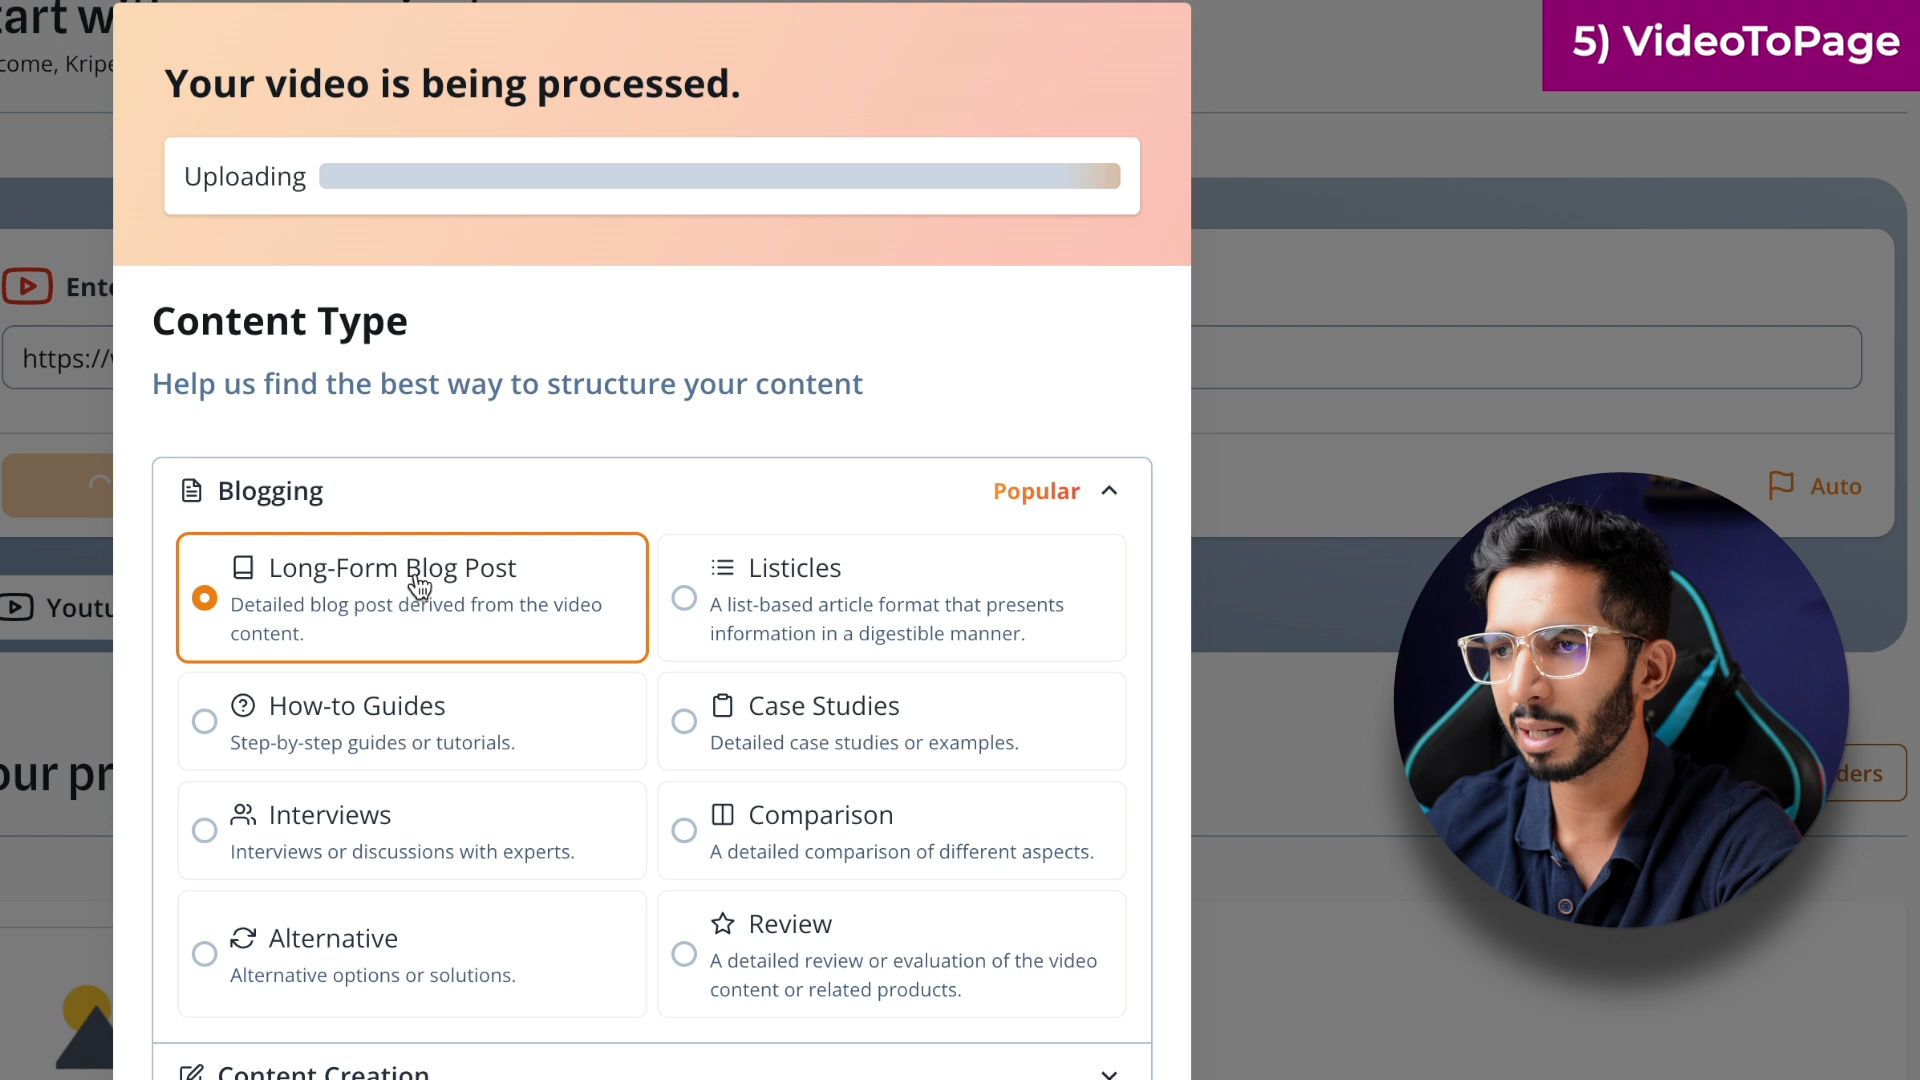 5) VideoToPage
Your video is being processed.
Uploading
Content Type
Help us find the best way to structure your content
https://
Blogging
Popular
Auto
Long-Form Blog Post
Detailed blog post derived from the video
content.
Listicles
A list-based article format that presents
information in a digestible manner.
How-to Guides
Step-by-step guides or tutorials.
Case Studies
Detailed case studies or examples.
Interviews
Interviews or discussions with experts.
Comparison
A detailed comparison of different aspects.
Alternative
Alternative options or solutions.
Review
A detailed review or evaluation of the video
content or related products.
Content Creation